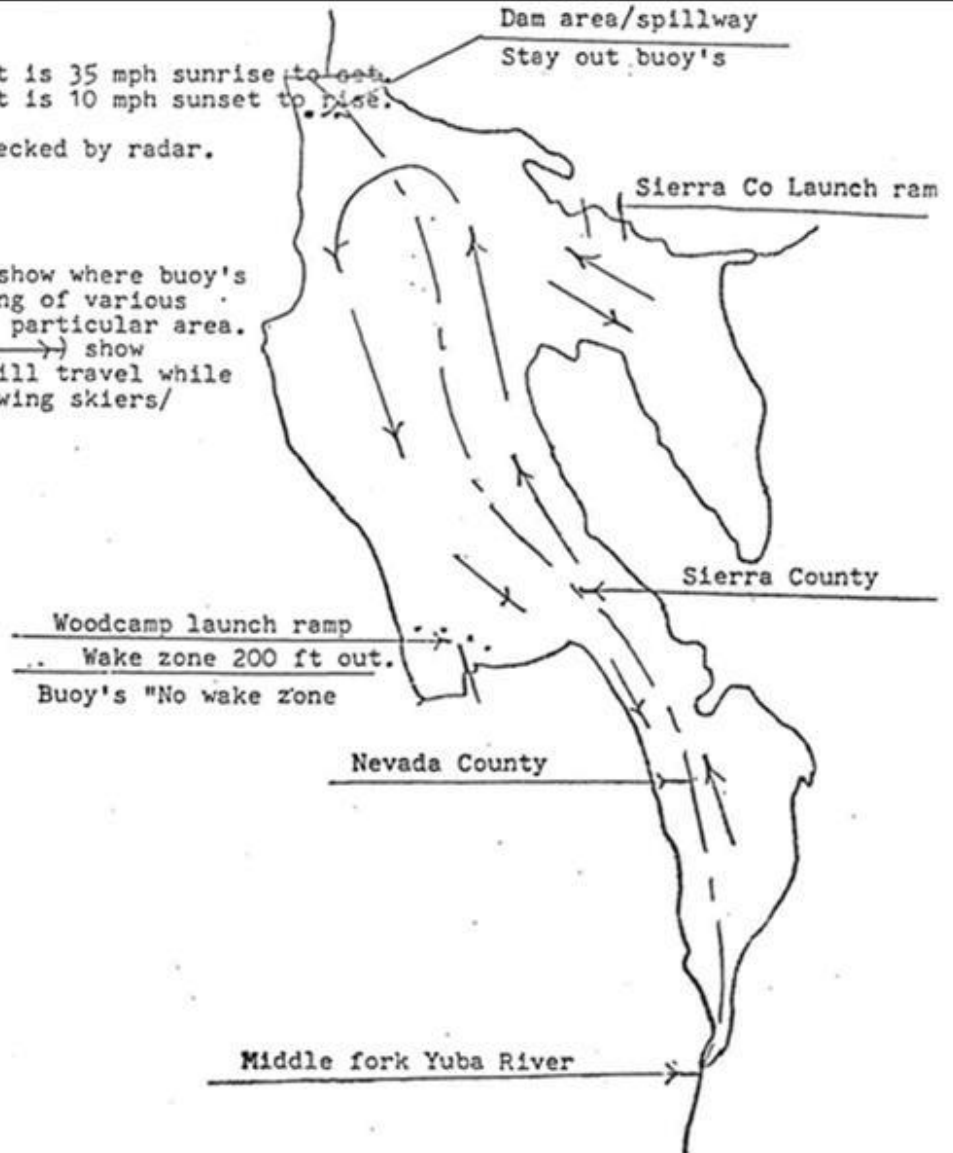 Dam area/spillway
Stay out buoy's
t is 35 mph sunrise to set.
t is 10 mph sunset to rise.
ecked by radar.
Sierra Co Launch ram
show where buoy's
ng of various
particular area.
show
ill travel while
wing skiers/
Sierra County
Woodcamp launch ramp
Wake zone 200 ft out.
Buoy's "No wake zone
Nevada County
Middle fork Yuba River